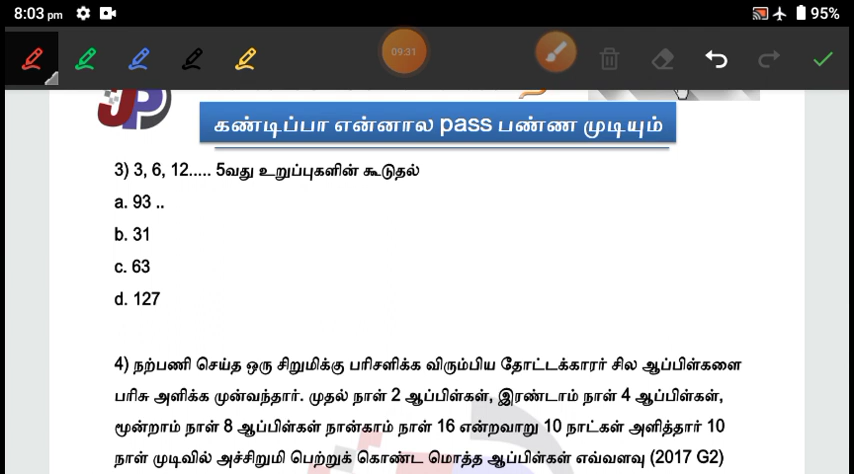 8:03 pm 95%
09:31
JP
கண்டிப்பா என்னால pass பண்ண முடியும்
3) 3, 6, 12..... 5வது உறுப்புகளின் கூடுதல்
a. 93 ..
b. 31
c. 63
d. 127
4) நற்பணி செய்த ஒரு சிறுமிக்கு பரிசளிக்க விரும்பிய தோட்டக்காரர் சில ஆப்பிள்களை
பரிசு அளிக்க முன்வந்தார். முதல் நாள் 2 ஆப்பிள்கள், இரண்டாம் நாள் 4 ஆப்பிள்கள்,
மூன்றாம் நாள் 8 ஆப்பிள்கள் நான்காம் நாள் 16 என்றவாறு 10 நாட்கள் அளித்தார் 10
நாள் முடிவில் அச்சிறுமி பெற்றுக் கொண்ட மொத்த ஆப்பிள்கள் எவ்வளவு (2017 G2)